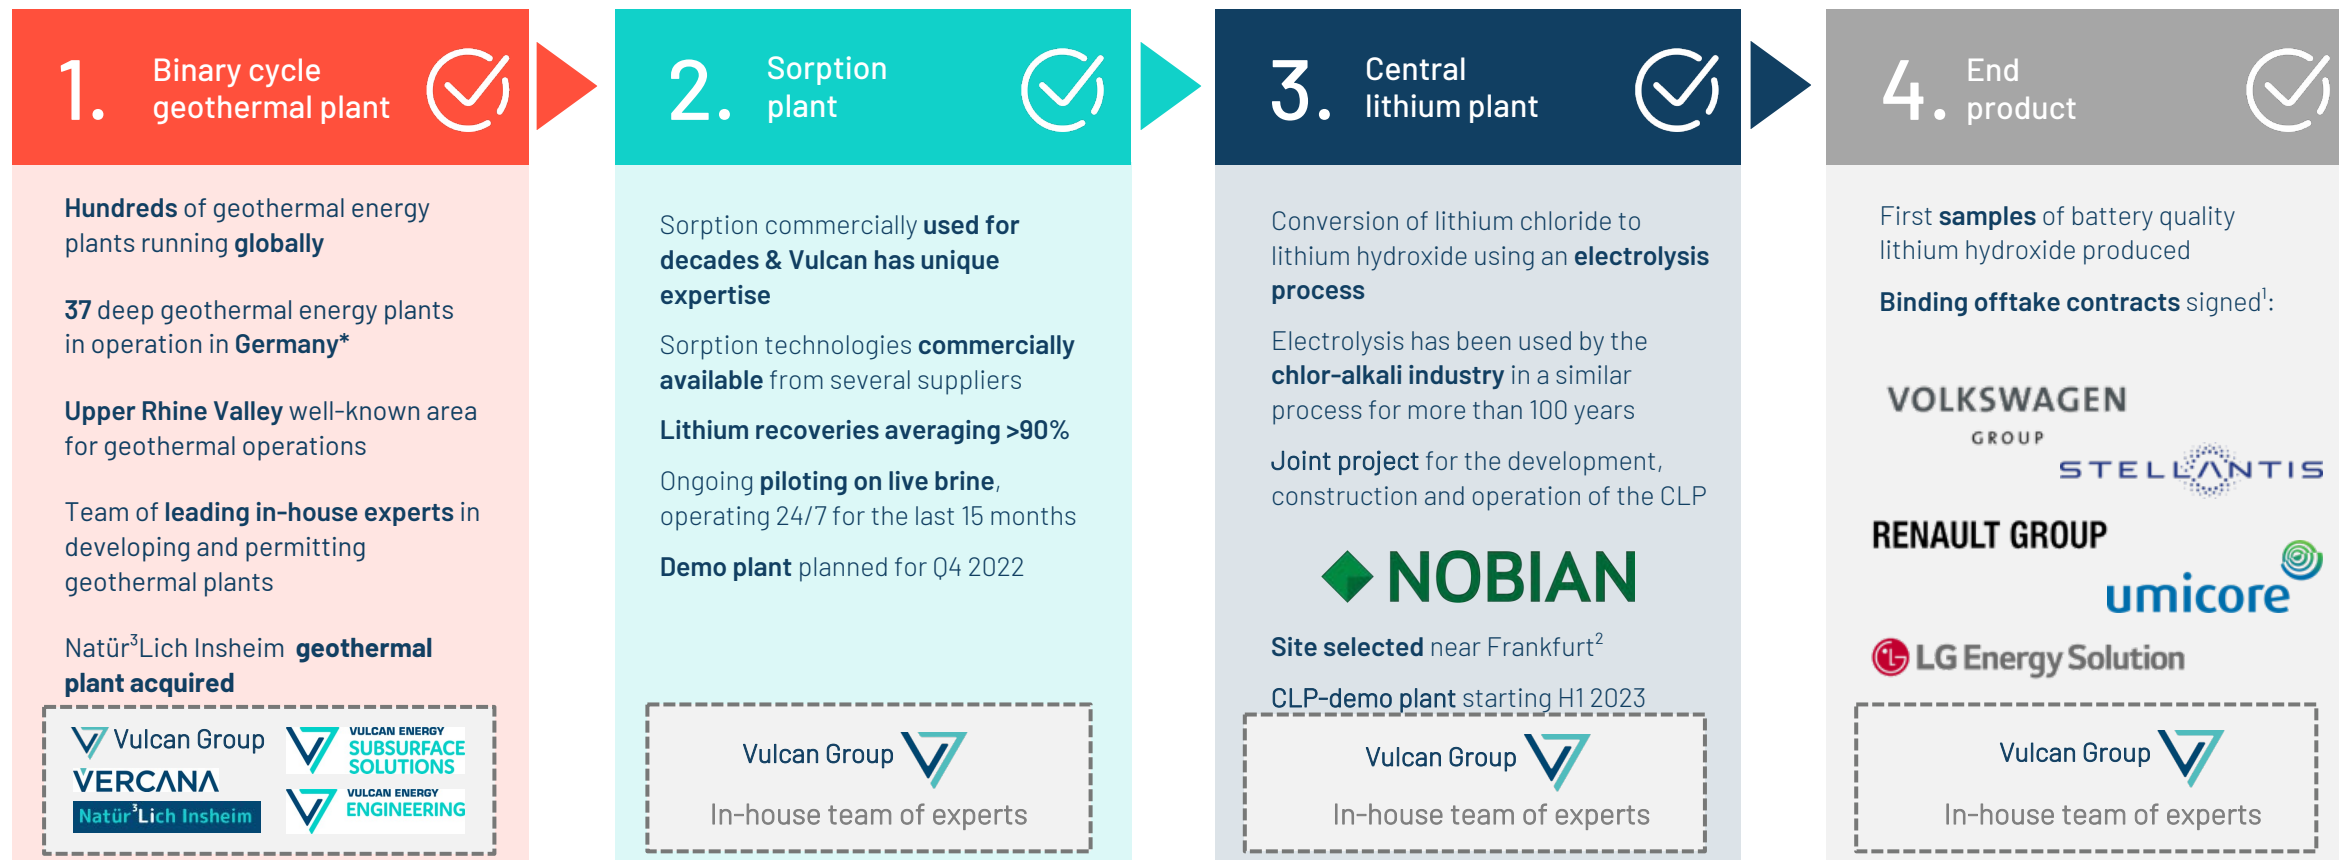 1.
Binary cycle
geothermal plant
Hundreds of geothermal energy
plants running globally
37 deep geothermal energy plants
in operation in Germany*
Upper Rhine Valley well-known area
for geothermal operations
Team of leading in-house experts in
developing and permitting
geothermal plants
Natür³Lich Insheim geothermal
plant acquired
Vulcan Group
VERCANA
Natür³Lich Insheim
VULCAN ENERGY
SUBSURFACE
SOLUTIONS
VULCAN ENERGY
ENGINEERING
2.
Sorption
plant
Sorption commercially used for
decades & Vulcan has unique
expertise
Sorption technologies commercially
available from several suppliers
Lithium recoveries averaging >90%
Ongoing piloting on live brine,
operating 24/7 for the last 15 months
Demo plant planned for Q4 2022
Vulcan Group
In-house team of experts
3.
Central
lithium plant
Conversion of lithium chloride to
lithium hydroxide using an electrolysis
process
Electrolysis has been used by the
chlor-alkali industry in a similar
process for more than 100 years
Joint project for the development,
construction and operation of the CLP
NOBIAN
Site selected near Frankfurt²
CLP-demo plant starting H1 2023
Vulcan Group
In-house team of experts
4.
End
product
First samples of battery quality
lithium hydroxide produced
Binding offtake contracts signed¹:
VOLKSWAGEN
GROUP
STELLANTIS
RENAULT GROUP
umicore
LG Energy Solution
Vulcan Group
In-house team of experts